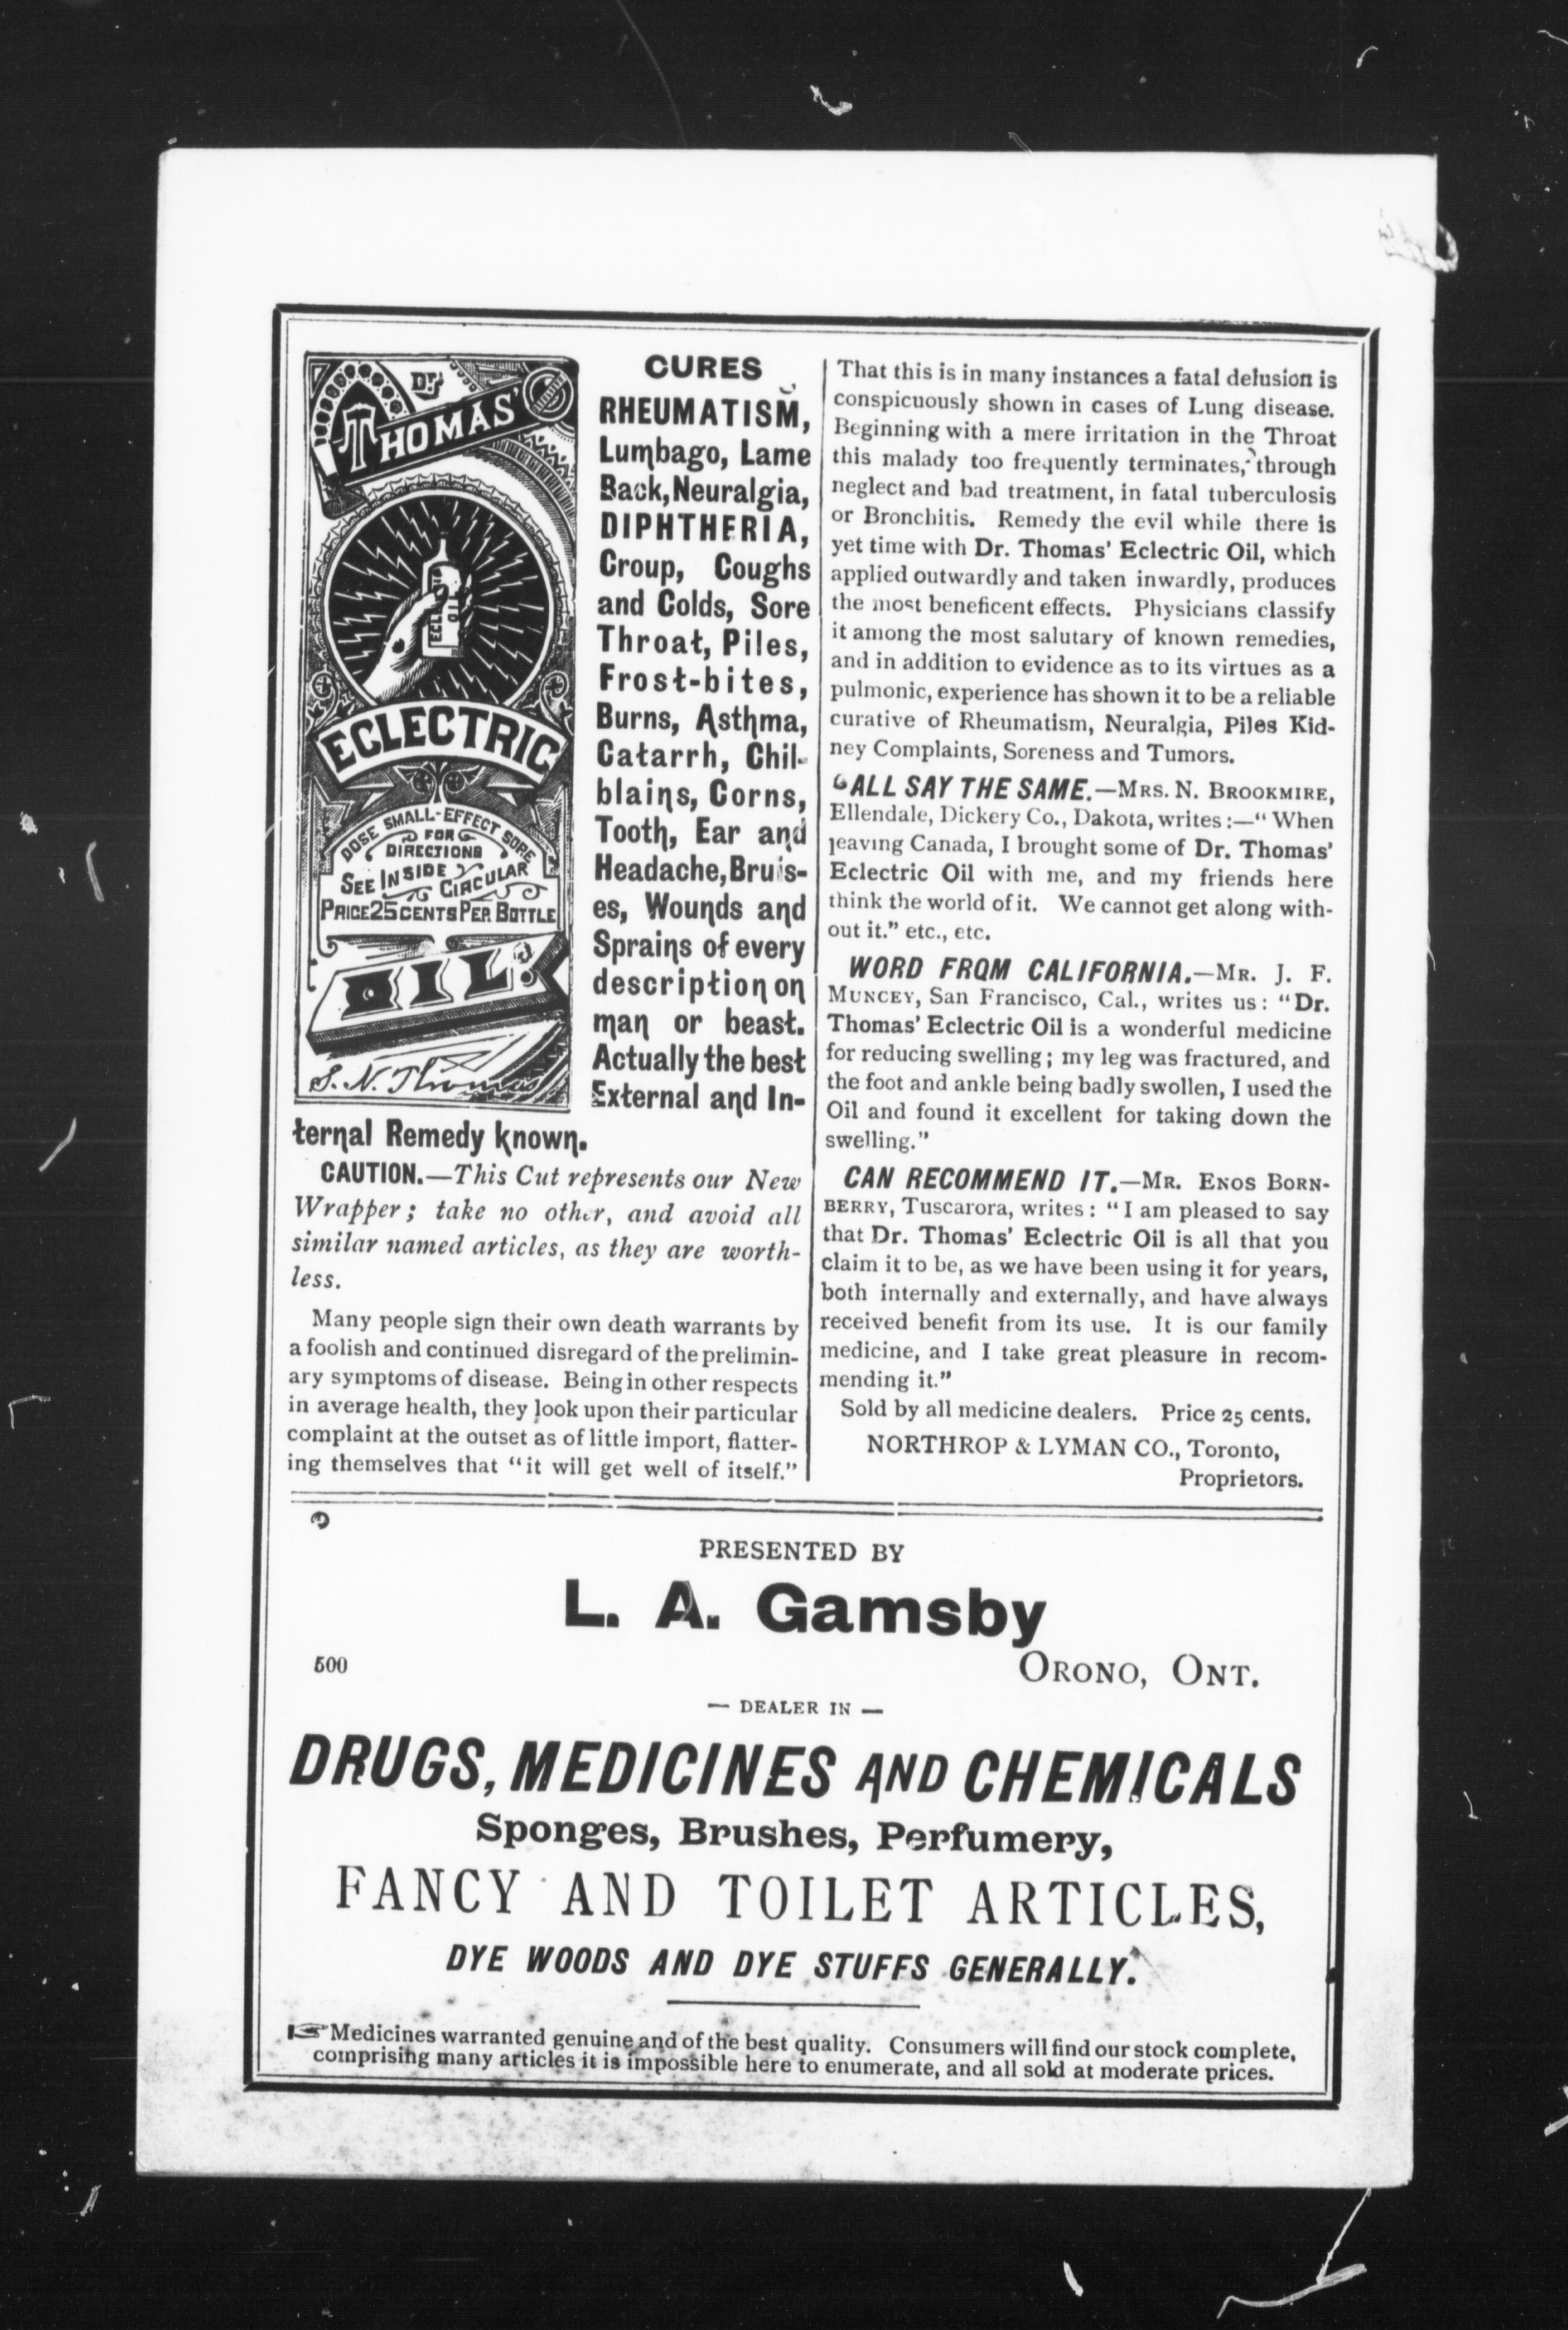 DR.
THOMAS'
ECLECTRIC
OIL
ECLECTRIC
DOSE SMALL-EFFECT SORE
FOR
DIRECTIONS
SEE INSIDE CIRCULAR
PRICE 25 CENTS PER BOTTLE
OIL
S. N. Thomas
CURES
RHEUMATISM,
Lumbago, Lame
Back, Neuralgia,
DIPHTHERIA,
Croup, Coughs
and Colds, Sore
Throat, Piles,
Frost-bites,
Burns, Asthma,
Catarrh, Chil-
blains, Corns,
Tooth, Ear and
Headache, Bruis-
es, Wounds and
Sprains of every
description on
man or beast.
Actually the best
External and In-
ternal Remedy known.
CAUTION.—This Cut represents our New
Wrapper; take no other, and avoid all
similar named articles, as they are worth-
less.
Many people sign their own death warrants by
a foolish and continued disregard of the prelimin-
ary symptoms of disease. Being in other respects
in average health, they look upon their particular
complaint at the outset as of little import, flatter-
ing themselves that "it will get well of itself."
That this is in many instances a fatal delusion is
conspicuously shown in cases of Lung disease.
Beginning with a mere irritation in the Throat
this malady too frequently terminates, through
neglect and bad treatment, in fatal tuberculosis
or Bronchitis. Remedy the evil while there is
yet time with Dr. Thomas' Eclectric Oil, which
applied outwardly and taken inwardly, produces
the most beneficent effects. Physicians classify
it among the most salutary of known remedies,
and in addition to evidence as to its virtues as a
pulmonic, experience has shown it to be a reliable
curative of Rheumatism, Neuralgia, Piles Kid-
ney Complaints, Soreness and Tumors.
ALL SAY THE SAME.—MRS. N. BROOKMIRE,
Ellendale, Dickery Co., Dakota, writes :—" When
leaving Canada, I brought some of Dr. Thomas'
Eclectric Oil with me, and my friends here
think the world of it. We cannot get along with-
out it." etc., etc.
WORD FROM CALIFORNIA.—MR. J. F.
MUNCEY, San Francisco, Cal., writes us: "Dr.
Thomas' Eclectric Oil is a wonderful medicine
for reducing swelling; my leg was fractured, and
the foot and ankle being badly swollen, I used the
Oil and found it excellent for taking down the
swelling."
CAN RECOMMEND IT.—MR. ENOS BORN-
BERRY, Tuscarora, writes : " I am pleased to say
that Dr. Thomas' Eclectric Oil is all that you
claim it to be, as we have been using it for years,
both internally and externally, and have always
received benefit from its use. It is our family
medicine, and I take great pleasure in recom-
mending it."
Sold by all medicine dealers. Price 25 cents.
NORTHROP & LYMAN CO., Toronto,
Proprietors.
PRESENTED BY
L. A. Gamsby
500
ORONO, ONT.
— DEALER IN —
DRUGS, MEDICINES AND CHEMICALS
Sponges, Brushes, Perfumery,
FANCY AND TOILET ARTICLES,
DYE WOODS AND DYE STUFFS GENERALLY.
☞ Medicines warranted genuine and of the best quality. Consumers will find our stock complete,
comprising many articles it is impossible here to enumerate, and all sold at moderate prices.